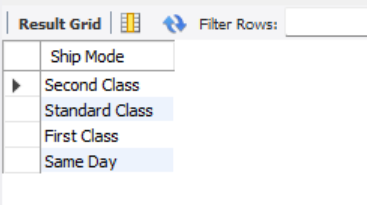 Result Grid Filter Rows:
Ship Mode
Second Class
Standard Class
First Class
Same Day